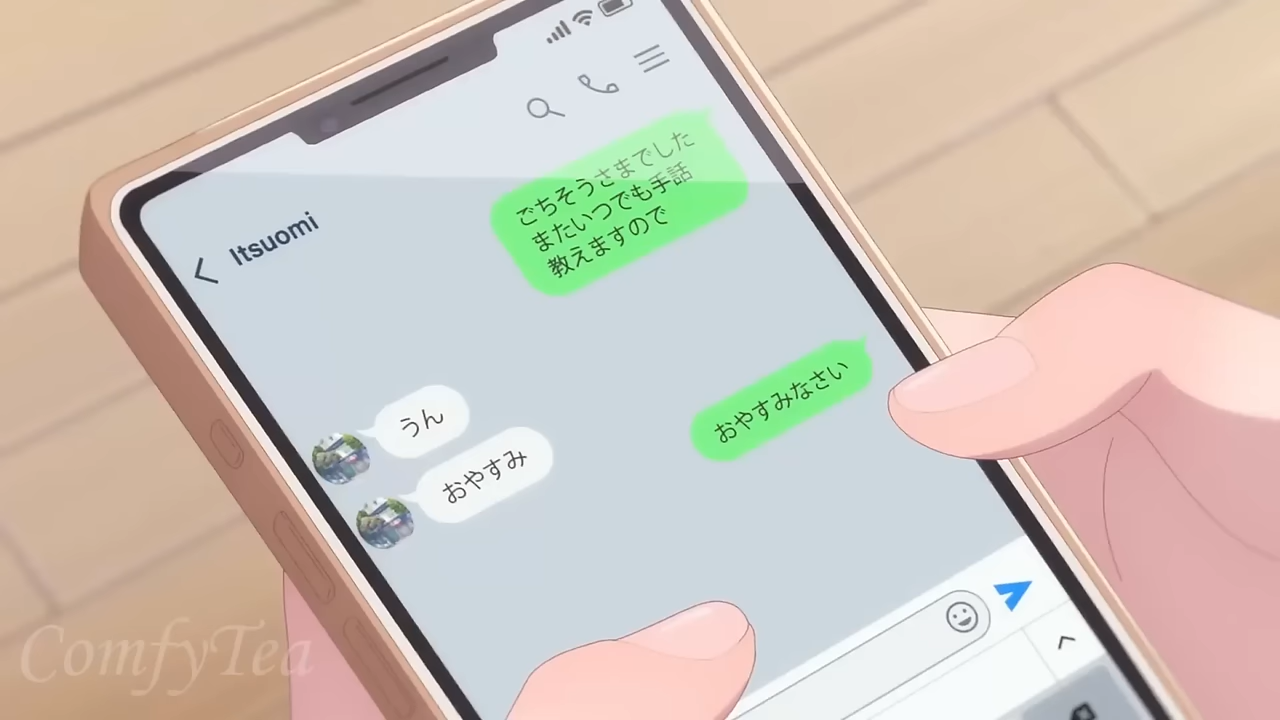 Itsuomi
ごちそうさまでした
またいつでも手話
教えますので
うん
おやすみ
おやすみなさい
ComfyTea